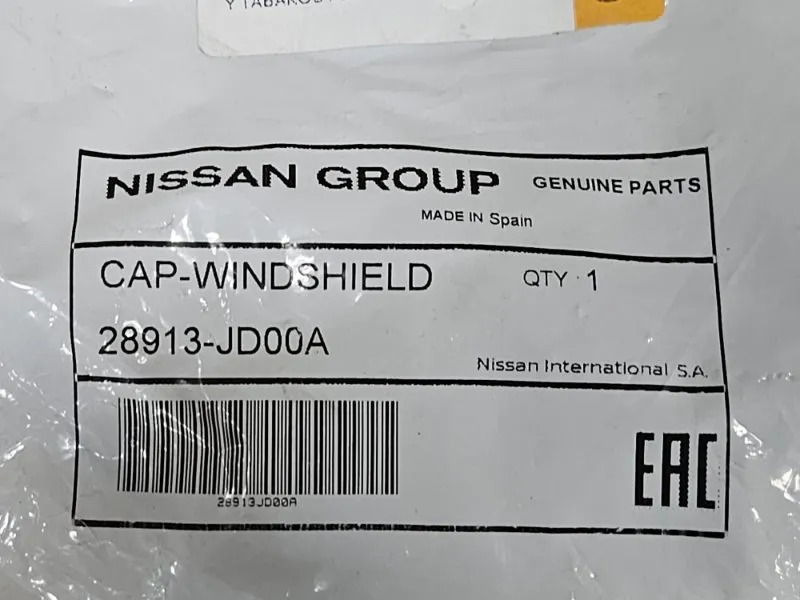 NISSAN GROUP GENUINE PARTS
MADE IN Spain
CAP-WINDSHIELD QTY 1
28913-JD00A
Nissan International S.A.
28913JD00A
EAC